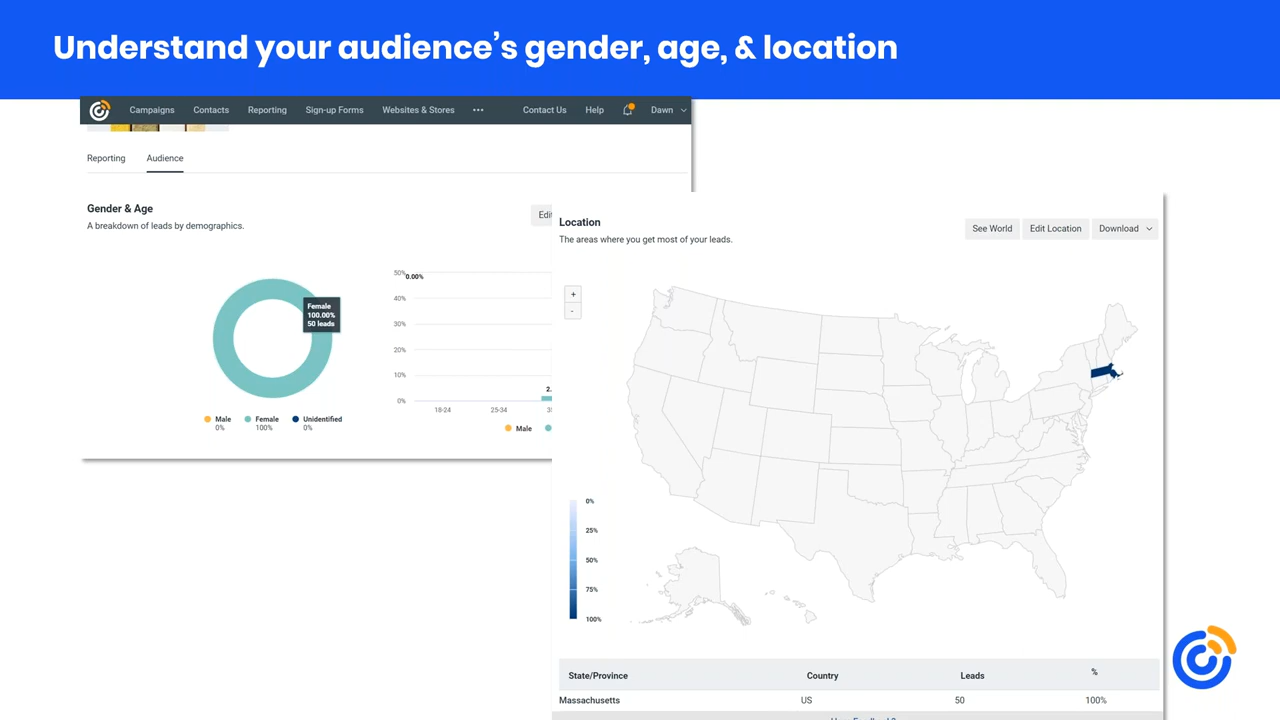 Understand your audience’s gender, age, & location
Campaigns Contacts Reporting Sign-up Forms Websites & Stores ••• Contact Us Help Dawn
Reporting Audience
Gender & Age
A breakdown of leads by demographics.
Edit
Female
100.00%
50 leads
Male Female Unidentified
0% 100% 0%
50%
0.00%
40%
30%
20%
10%
0%
2.
18-24 25-34
Male
Location
The areas where you get most of your leads.
See World Edit Location Download
+
-
0%
25%
50%
75%
100%
State/Province Country Leads %
Massachusetts US 50 100%